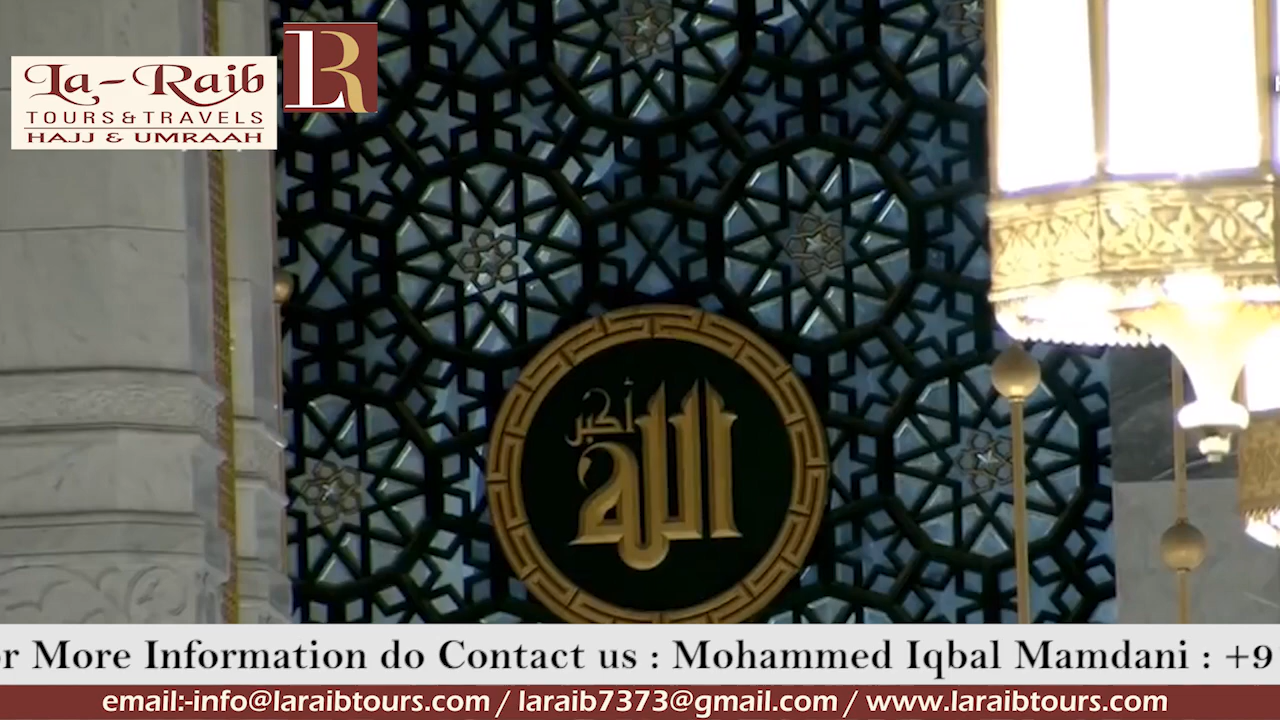 La-Raib
TOURS & TRAVELS
HAJJ & UMRAAH
LR
الله أكبر
or More Information do Contact us : Mohammed Iqbal Mamdani : +9
email:-info@laraibtours.com / laraib7373@gmail.com / www.laraibtours.com